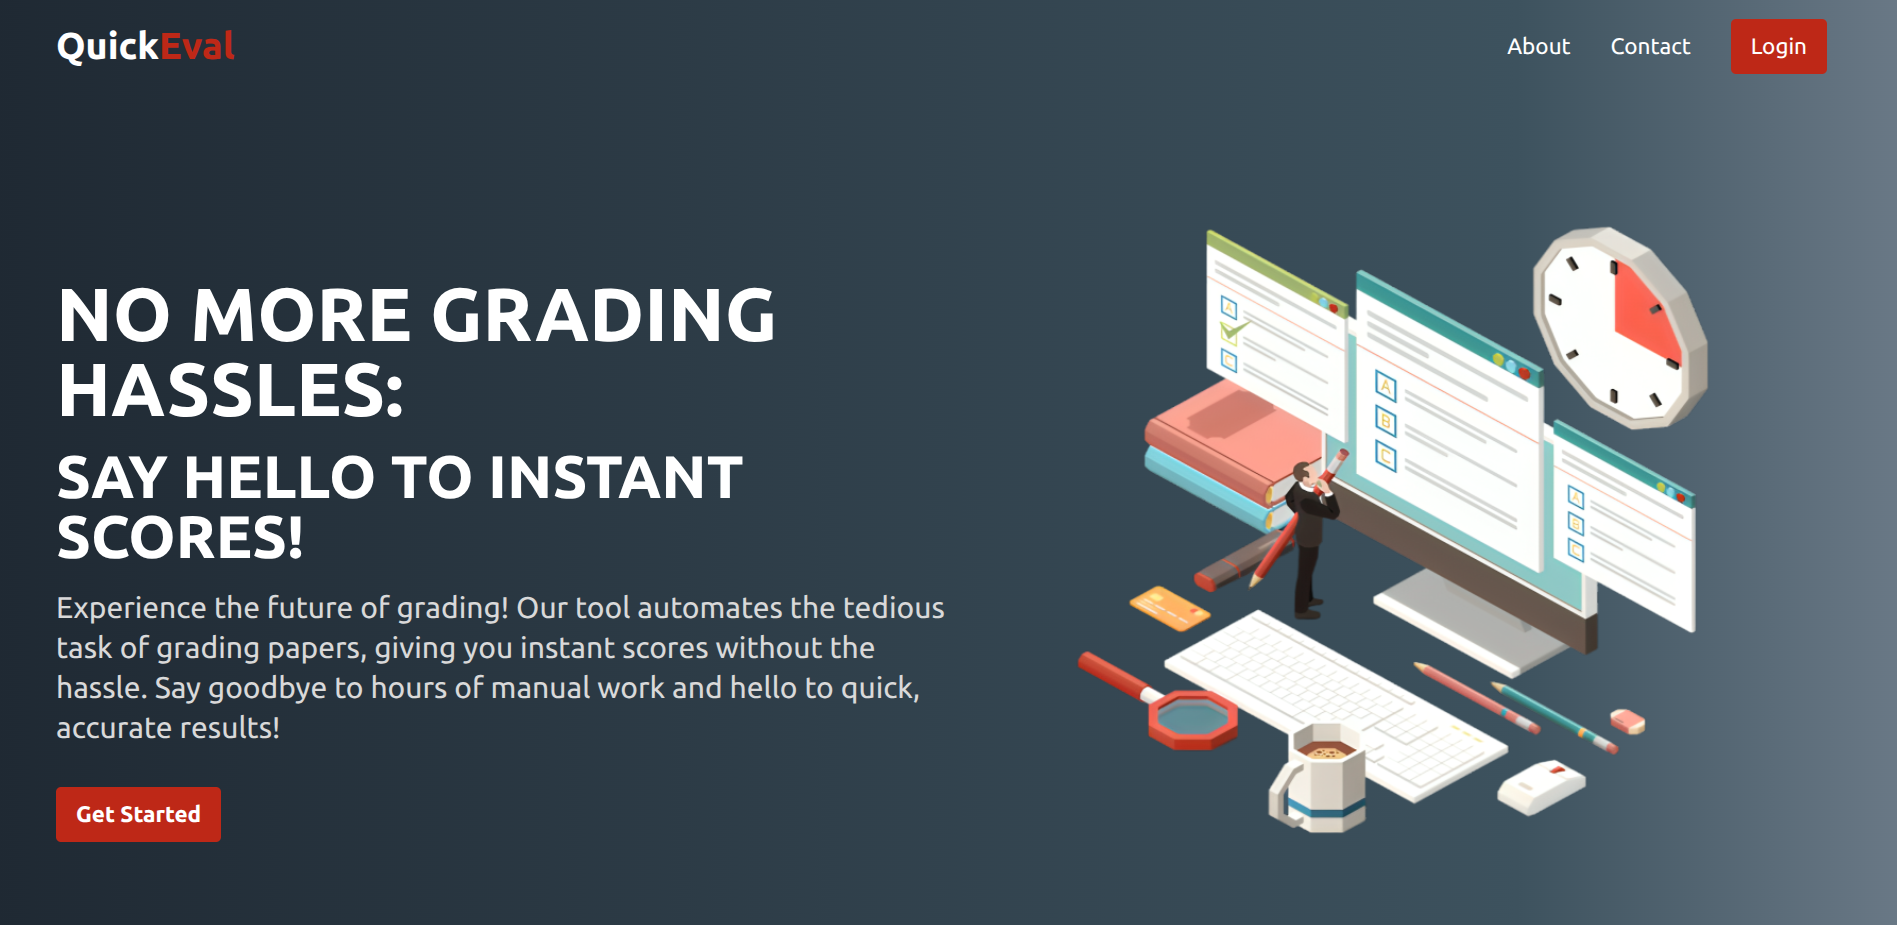 QuickEval
About
Contact
Login
NO MORE GRADING
HASSLES:
SAY HELLO TO INSTANT
SCORES!
Experience the future of grading! Our tool automates the tedious
task of grading papers, giving you instant scores without the
hassle. Say goodbye to hours of manual work and hello to quick,
accurate results!
Get Started
A
C
A
B
C
A
B
C